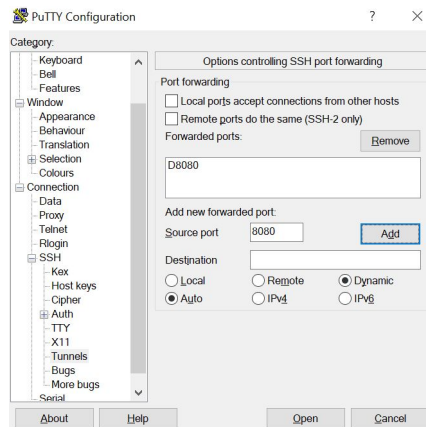 PuTTY Configuration
?
Category:
Keyboard
Bell
Features
Window
Appearance
Behaviour
Translation
Selection
Colours
Connection
Data
Proxy
Telnet
Rlogin
SSH
Kex
Host keys
Cipher
Auth
TTY
X11
Tunnels
Bugs
More bugs
Serial
Options controlling SSH port forwarding
Port forwarding
Local ports accept connections from other hosts
Remote ports do the same (SSH-2 only)
Forwarded ports:
Remove
D8080
Add new forwarded port:
Source port 8080 Add
Destination
Local Remote Dynamic
Auto IPv4 IPv6
About Help Open Cancel